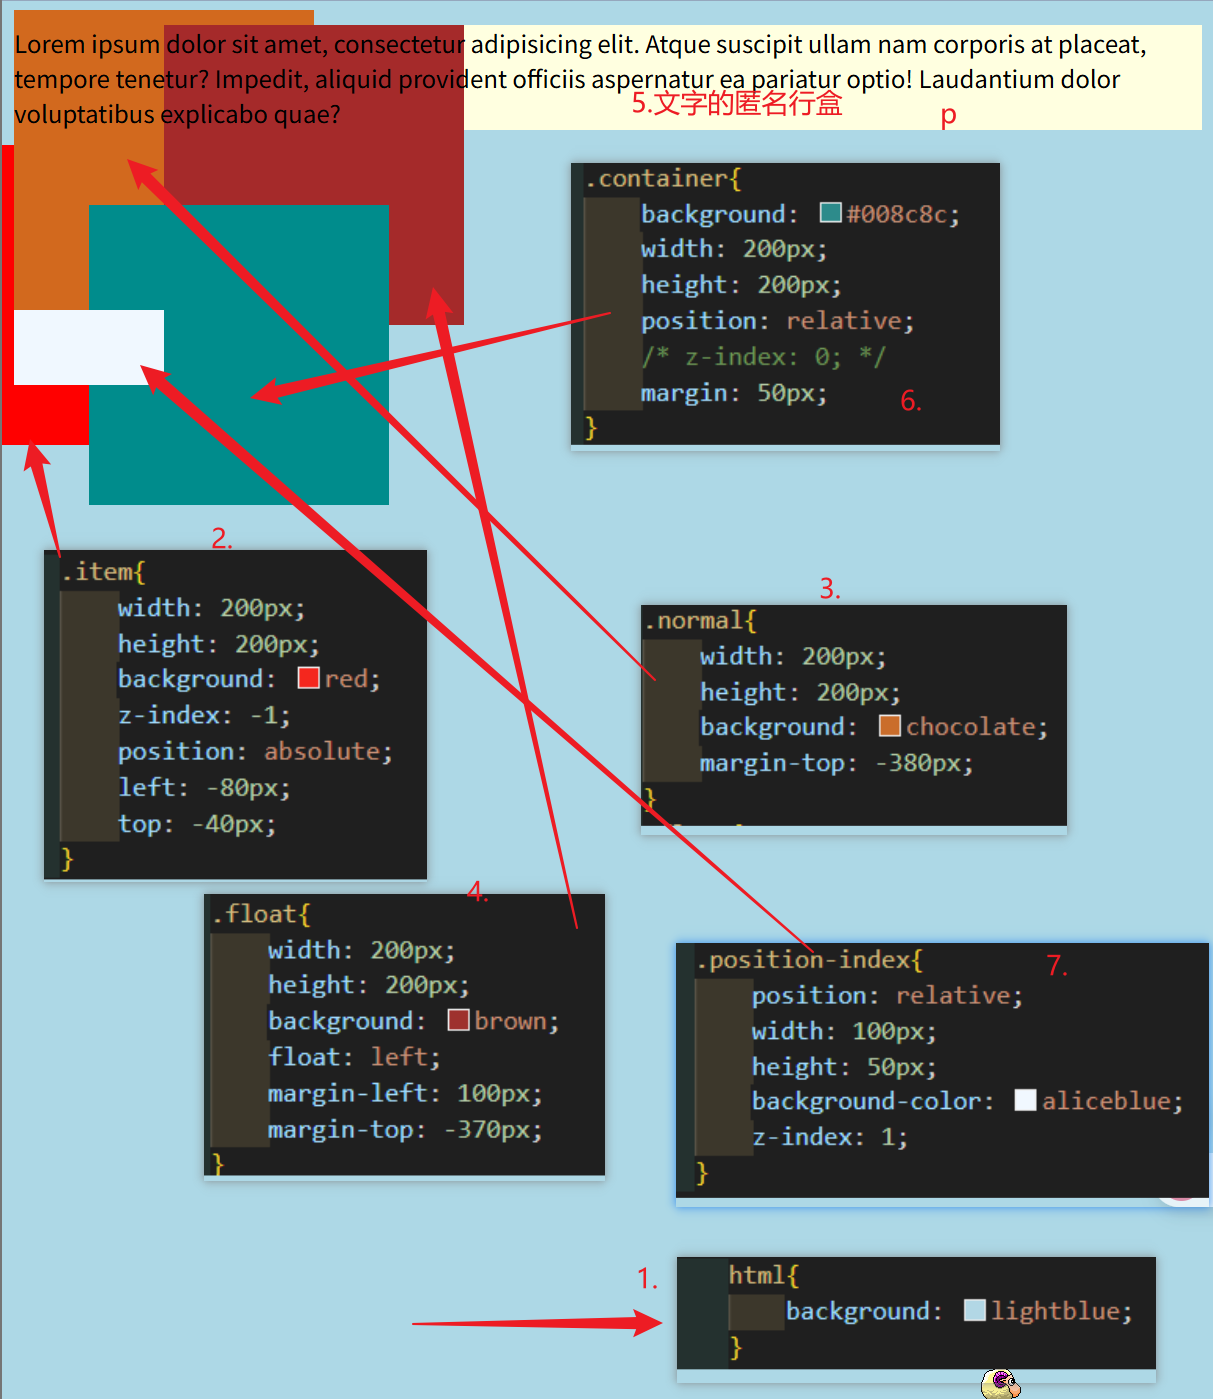 Lorem ipsum dolor sit amet, consectetur adipisicing elit. Atque suscipit ullam nam corporis at placeat,
tempore tenetur? Impedit, aliquid provident officiis aspernatur ea pariatur optio! Laudantium dolor
voluptatibus explicabo quae?
5.文字的匿名行盒
p
.container{
background: #008c8c;
width: 200px;
height: 200px;
position: relative;
/* z-index: 0; */
margin: 50px;
}
6.
2.
.item{
width: 200px;
height: 200px;
background: red;
z-index: -1;
position: absolute;
left: -80px;
top: -40px;
}
3.
.normal{
width: 200px;
height: 200px;
background: chocolate;
margin-top: -380px;
}
4.
.float{
width: 200px;
height: 200px;
background: brown;
float: left;
margin-left: 100px;
margin-top: -370px;
}
7.
.position-index{
position: relative;
width: 100px;
height: 50px;
background-color: aliceblue;
z-index: 1;
}
1.
html{
background: lightblue;
}